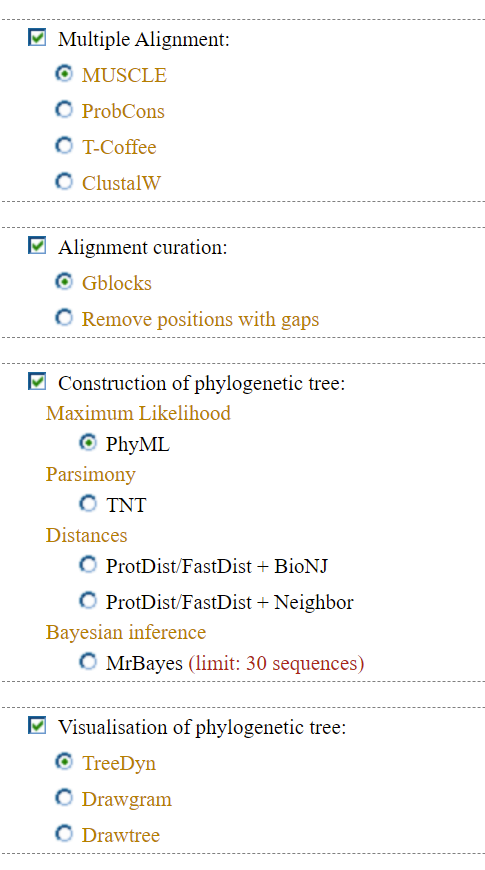 Multiple Alignment:
MUSCLE
ProbCons
T-Coffee
ClustalW
Alignment curation:
Gblocks
Remove positions with gaps
Construction of phylogenetic tree:
Maximum Likelihood
PhyML
Parsimony
TNT
Distances
ProtDist/FastDist + BioNJ
ProtDist/FastDist + Neighbor
Bayesian inference
MrBayes (limit: 30 sequences)
Visualisation of phylogenetic tree:
TreeDyn
Drawgram
Drawtree